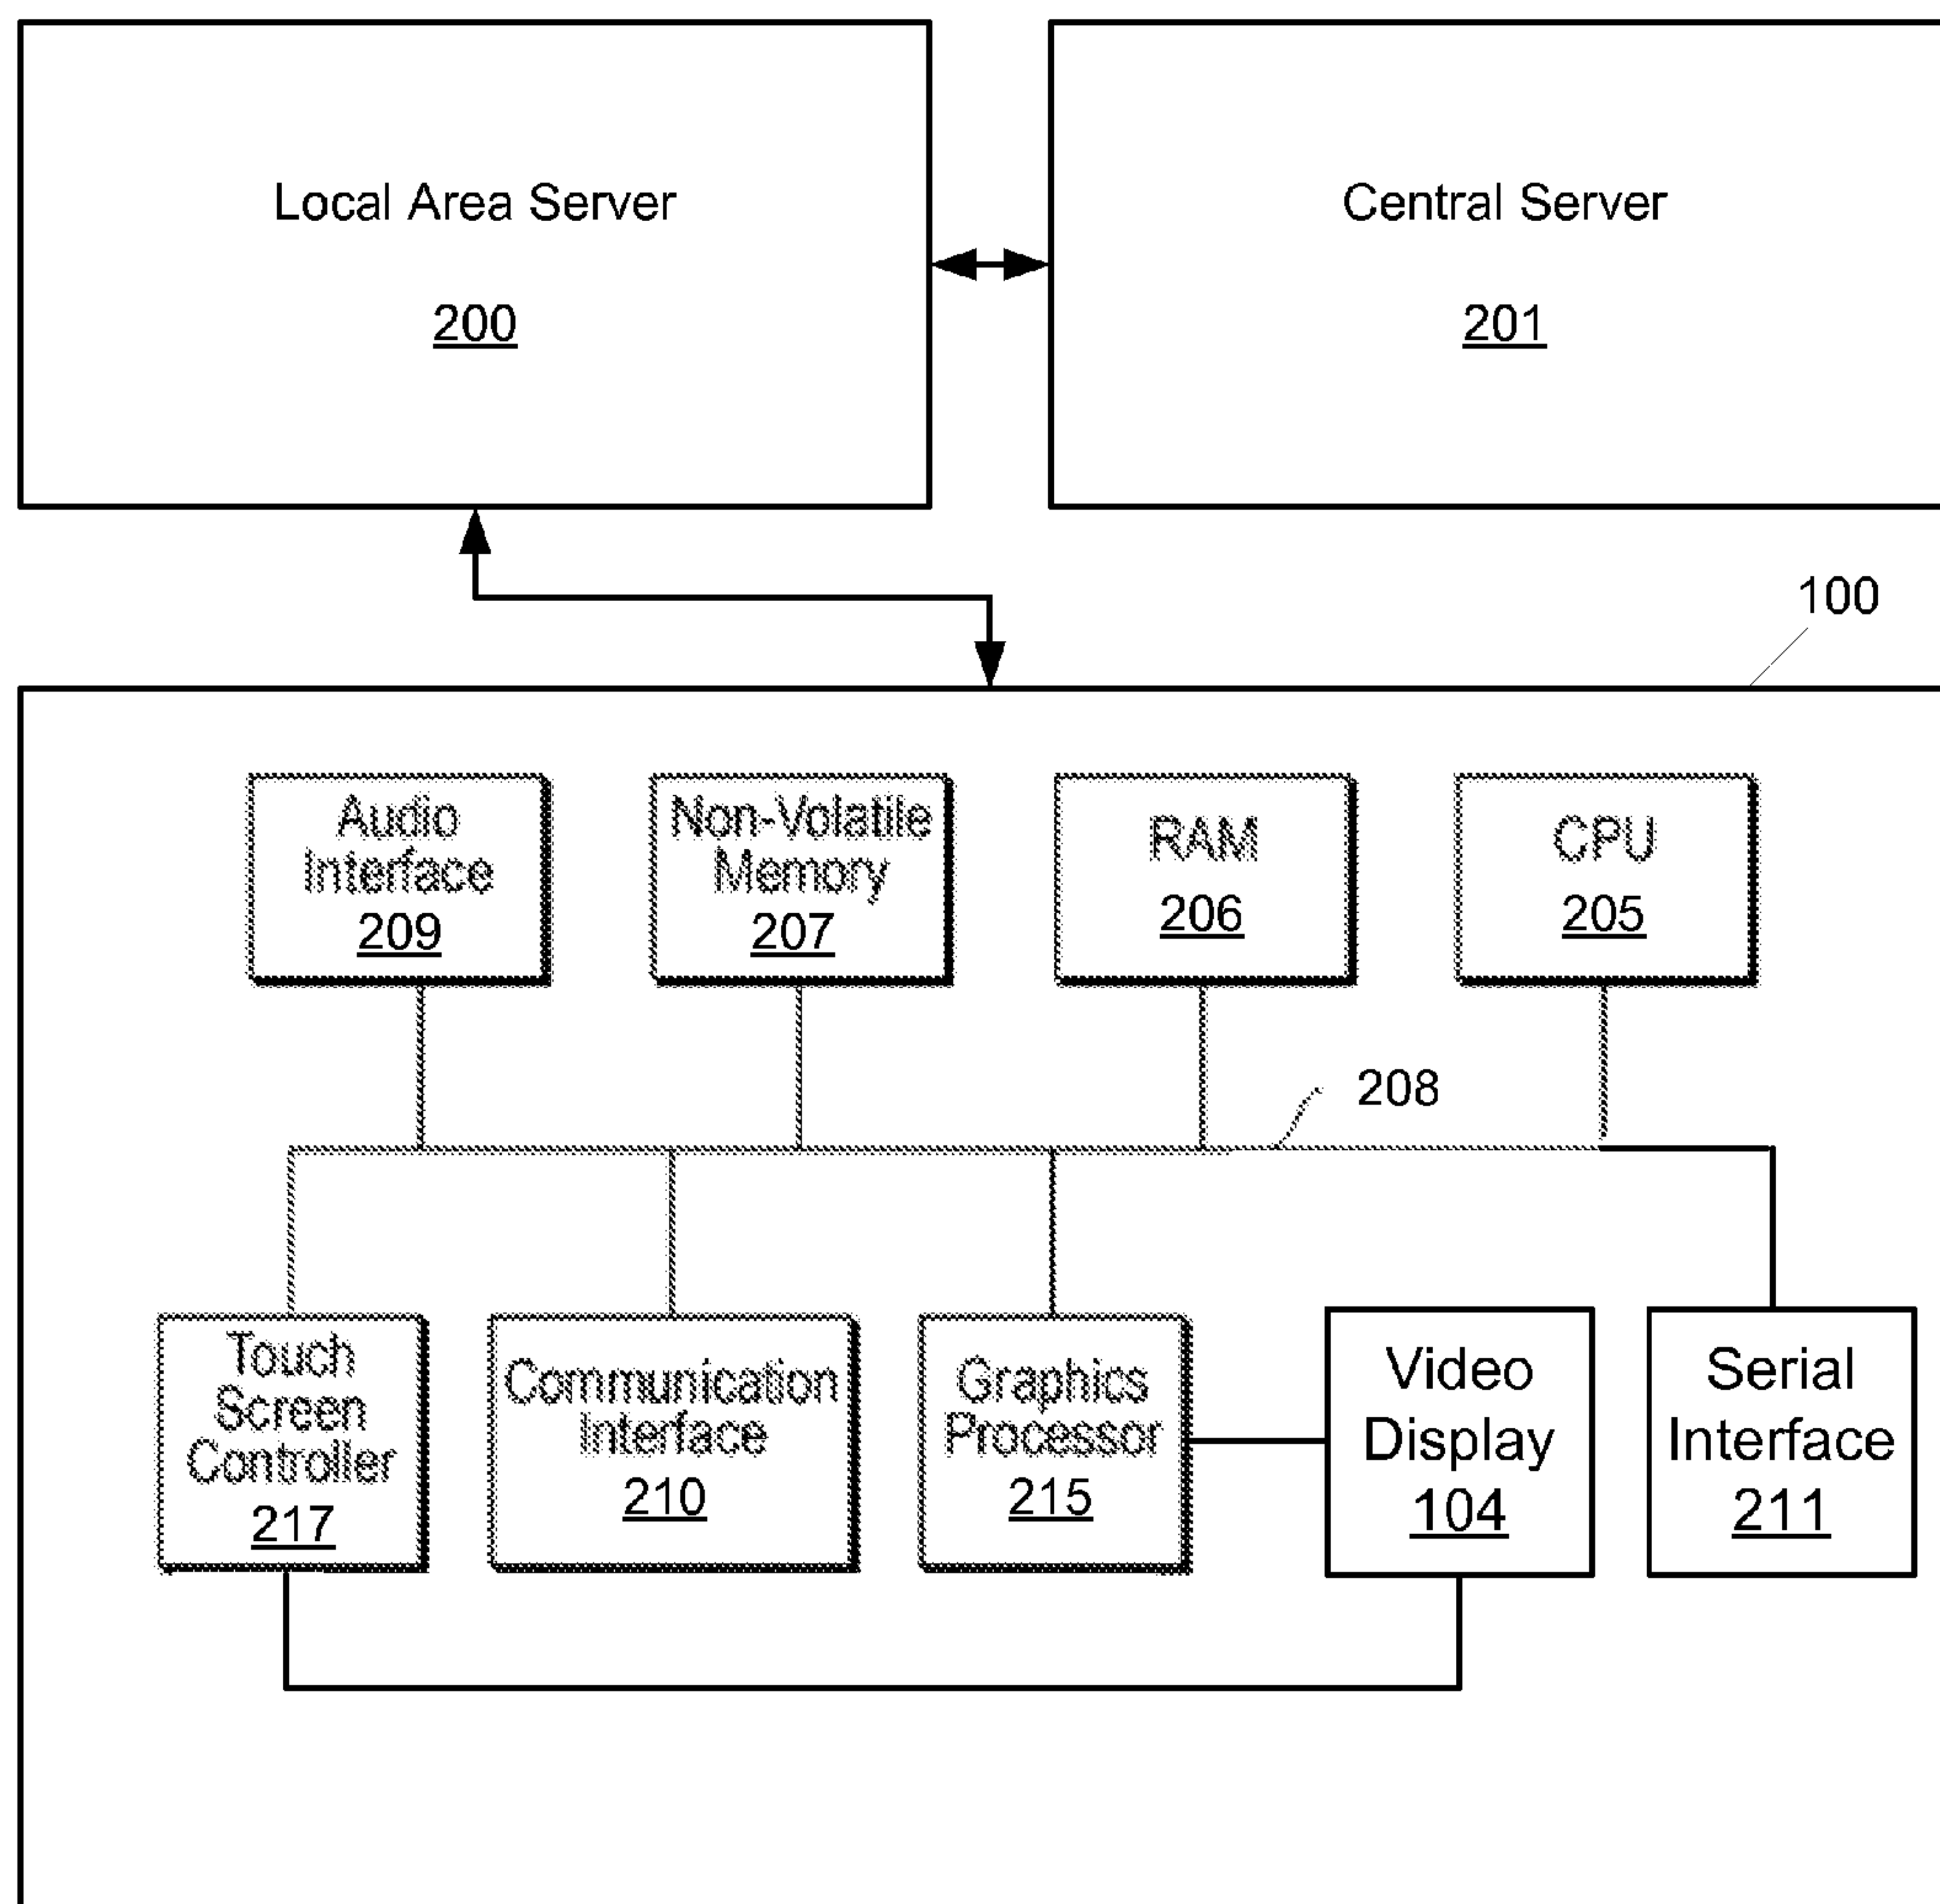 Local Area Server
200
Central Server
201
100
Audio
Interface
209
Non-Volatile
Memory
207
RAM
206
CPU
205
208
Touch
Screen
Controller
217
Communication
Interface
210
Graphics
Processor
215
Video
Display
104
Serial
Interface
211